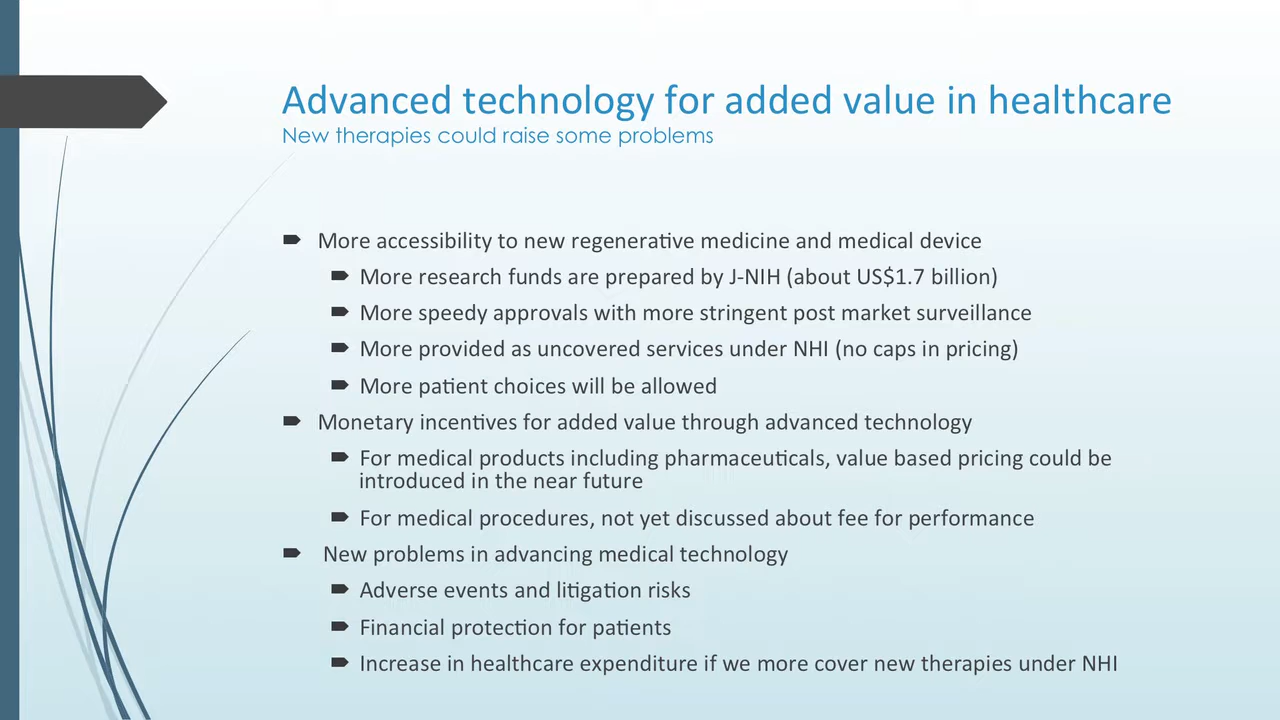 Advanced technology for added value in healthcare
New therapies could raise some problems
More accessibility to new regenerative medicine and medical device
More research funds are prepared by J-NIH (about US$1.7 billion)
More speedy approvals with more stringent post market surveillance
More provided as uncovered services under NHI (no caps in pricing)
More patient choices will be allowed
Monetary incentives for added value through advanced technology
For medical products including pharmaceuticals, value based pricing could be
introduced in the near future
For medical procedures, not yet discussed about fee for performance
New problems in advancing medical technology
Adverse events and litigation risks
Financial protection for patients
Increase in healthcare expenditure if we more cover new therapies under NHI